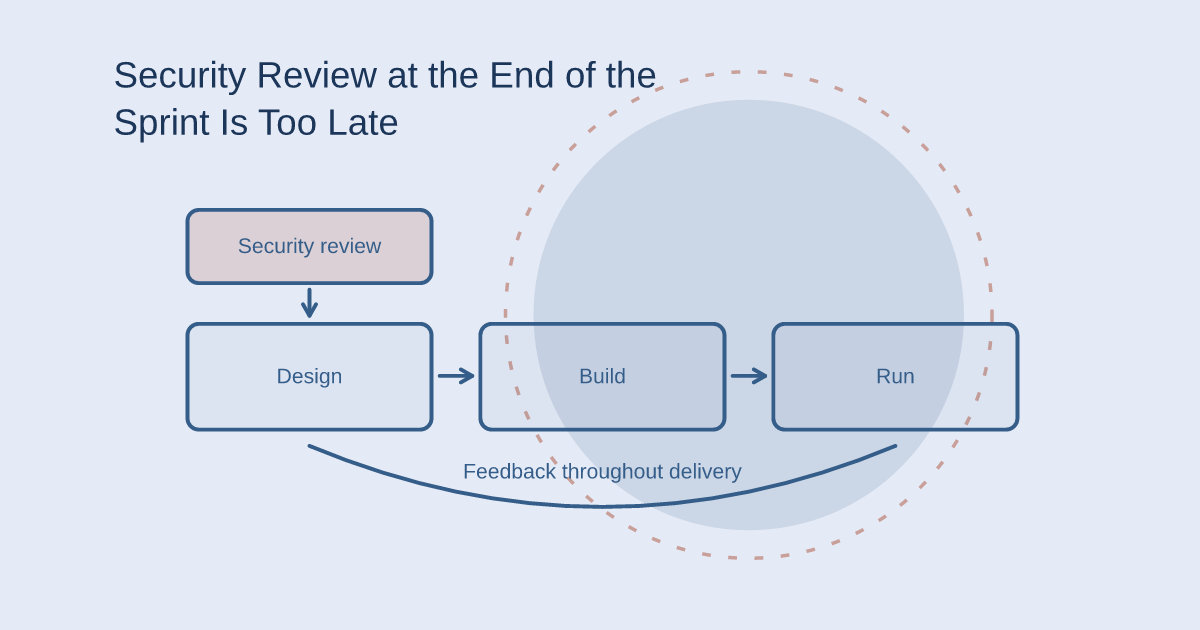 Security Review at the End of the
Sprint Is Too Late
Security review
Design
Build
Run
Feedback throughout delivery